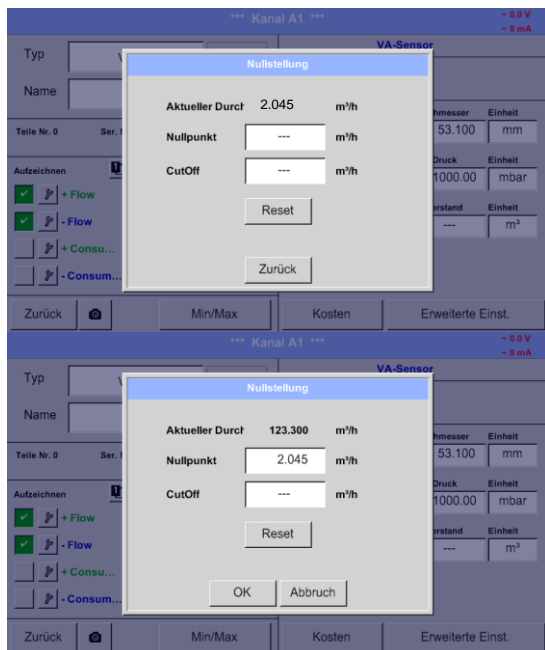 *** Kanal A1 ***
~ 0.0 V
~ 0 mA
Typ
VA-Sensor
Name
Teile Nr. 0
Ser.
Aufzeichnen
+ Flow
- Flow
+ Consu...
- Consum...
Nullstellung
Aktueller Durch 2.045 m³/h
Nullpunkt --- m³/h
CutOff --- m³/h
Reset
Zurück
hmesser Einheit
53.100 mm
Druck Einheit
1000.00 mbar
erstand Einheit
--- m³
Zurück Min/Max Kosten Erweiterte Einst.
*** Kanal A1 ***
~ 0.0 V
~ 0 mA
Typ
VA-Sensor
Name
Teile Nr. 0
Ser.
Aufzeichnen
+ Flow
- Flow
+ Consu...
- Consum...
Nullstellung
Aktueller Durch 123.300 m³/h
Nullpunkt 2.045 m³/h
CutOff --- m³/h
Reset
OK Abbruch
hmesser Einheit
53.100 mm
Druck Einheit
1000.00 mbar
erstand Einheit
--- m³
Zurück Min/Max Kosten Erweiterte Einst.